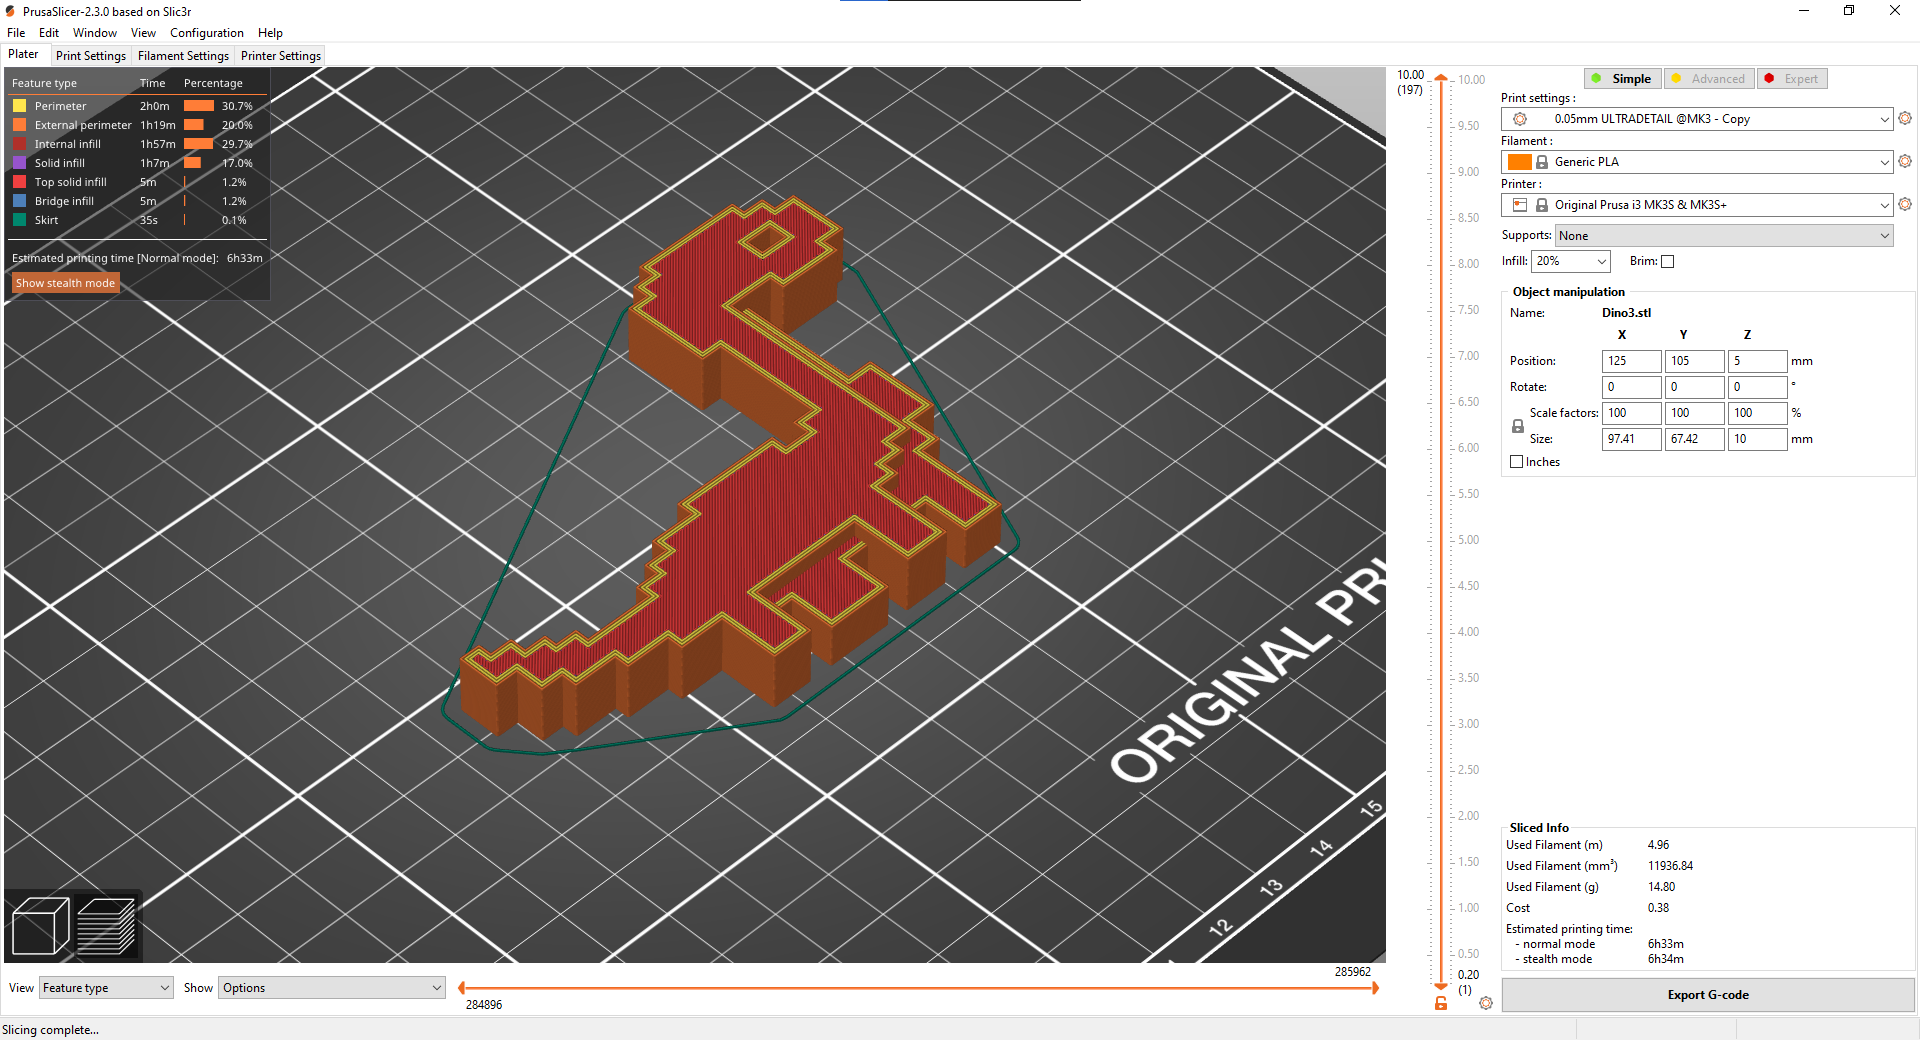 PrusaSlicer-2.3.0 based on Slic3r
File Edit Window View Configuration Help
Plater Print Settings Filament Settings Printer Settings
Feature type Time Percentage
Perimeter 2h0m 30.7%
External perimeter 1h19m 20.0%
Internal infill 1h57m 29.7%
Solid infill 1h7m 17.0%
Top solid infill 5m 1.2%
Bridge infill 5m 1.2%
Skirt 35s 0.1%
Estimated printing time [Normal mode]: 6h33m
Show stealth mode
ORIGINAL PRU
15
14
13
12
10.00
(197)
10.00
9.50
9.00
8.50
8.00
7.50
7.00
6.50
6.00
5.50
5.00
4.50
4.00
3.50
3.00
2.50
2.00
1.50
1.00
0.50
0.20
(1)
Simple Advanced Expert
Print settings :
0.05mm ULTRADETAIL @MK3 - Copy
Filament :
Generic PLA
Printer :
Original Prusa i3 MK3S & MK3S+
Supports: None
Infill: 20% Brim:
Object manipulation
Name: Dino3.stl
X Y Z
Position: 125 105 5 mm
Rotate: 0 0 0 °
Scale factors: 100 100 100 %
Size: 97.41 67.42 10 mm
Inches
Sliced Info
Used Filament (m) 4.96
Used Filament (mm³) 11936.84
Used Filament (g) 14.80
Cost 0.38
Estimated printing time:
- normal mode 6h33m
- stealth mode 6h34m
Export G-code
View Feature type Show Options
285962
284896
Slicing complete...